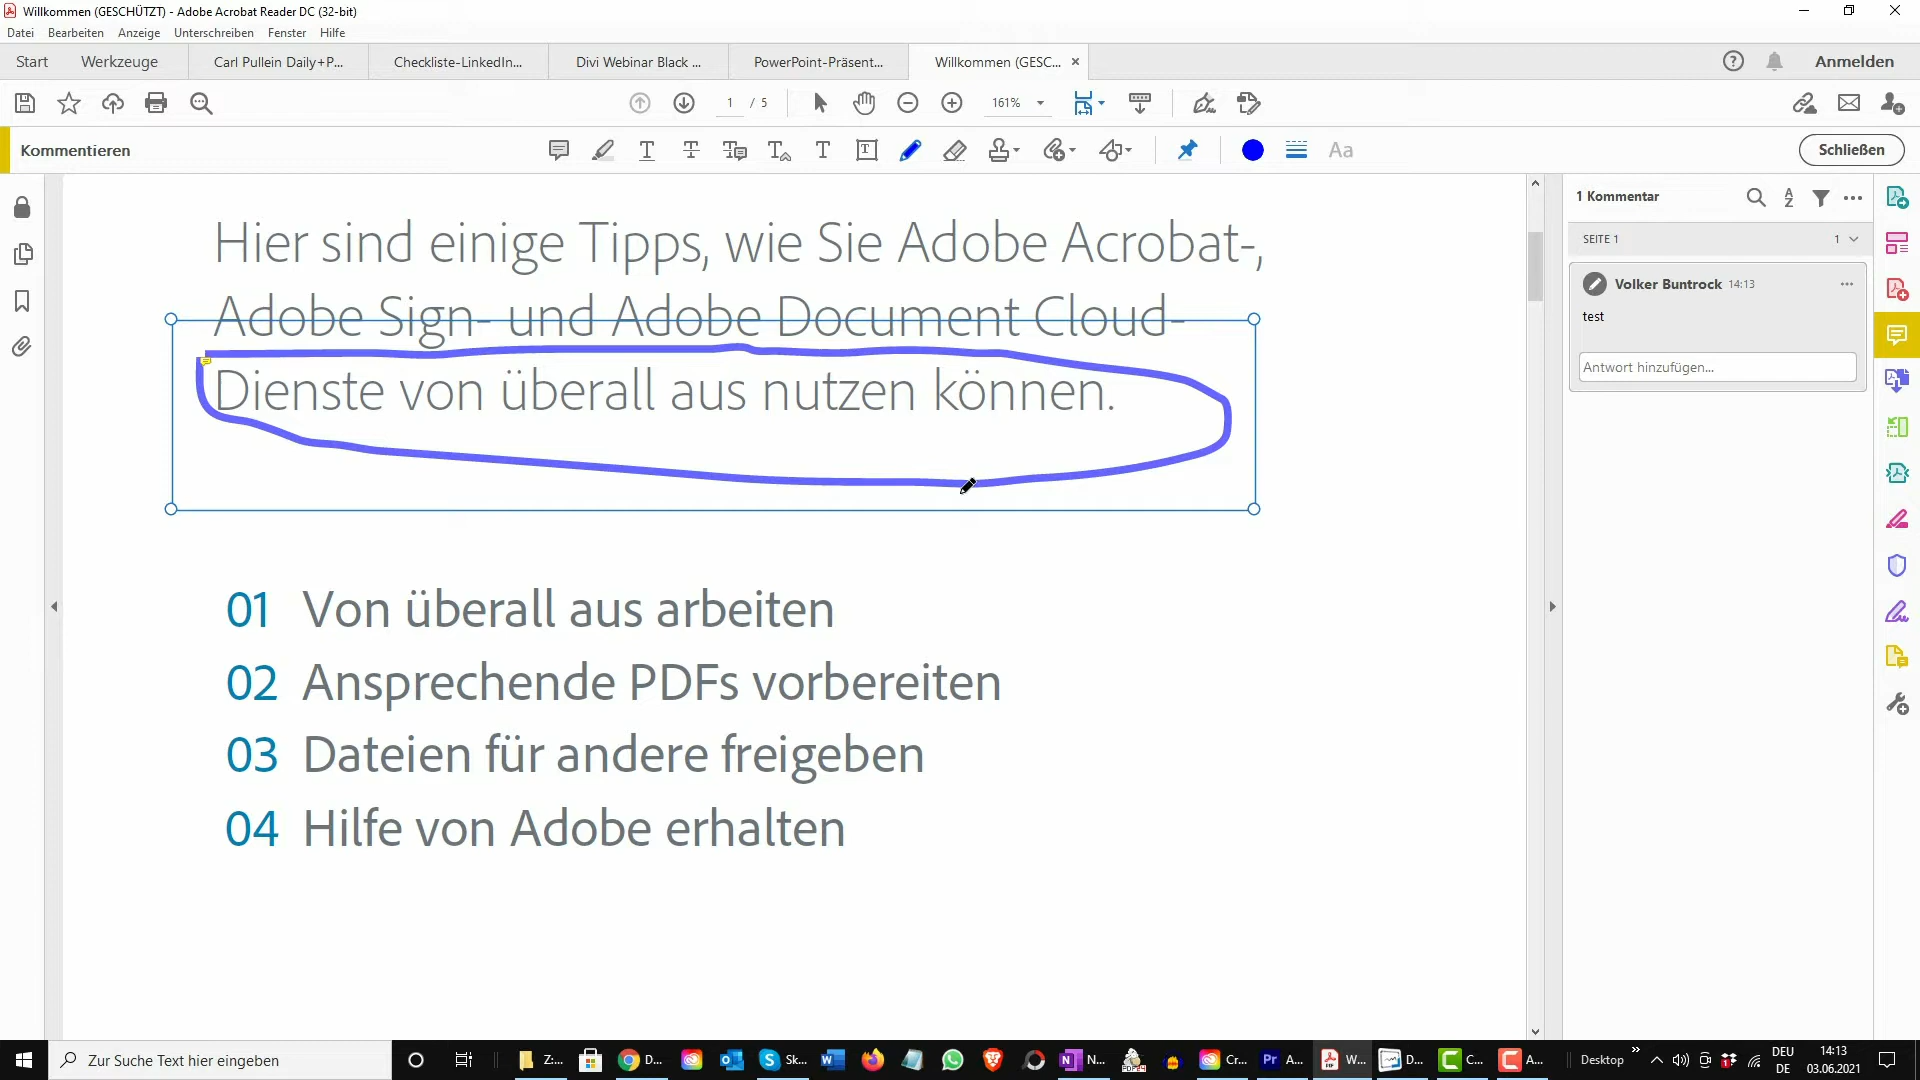 Willkommen (GESCHÜTZT) - Adobe Acrobat Reader DC (32-bit)
Datei Bearbeiten Anzeige Unterschreiben Fenster Hilfe
Start Werkzeuge Carl Pullein Daily+P... Checkliste-LinkedIn... Divi Webinar Black ... PowerPoint-Präsent... Willkommen (GESC... × Anmelden
1 / 5 161%
Kommentieren Aa Schließen
1 Kommentar
SEITE 1 1
Volker Buntrock 14:13 ...
test
Antwort hinzufügen...
Hier sind einige Tipps, wie Sie Adobe Acrobat-,
Adobe Sign- und Adobe Document Cloud-
Dienste von überall aus nutzen können.
01 Von überall aus arbeiten
02 Ansprechende PDFs vorbereiten
03 Dateien für andere freigeben
04 Hilfe von Adobe erhalten
Zur Suche Text hier eingeben Z:... D... Sk... N... Cr... A... W... D... C... A... Desktop » DEU 14:13
DE 03.06.2021